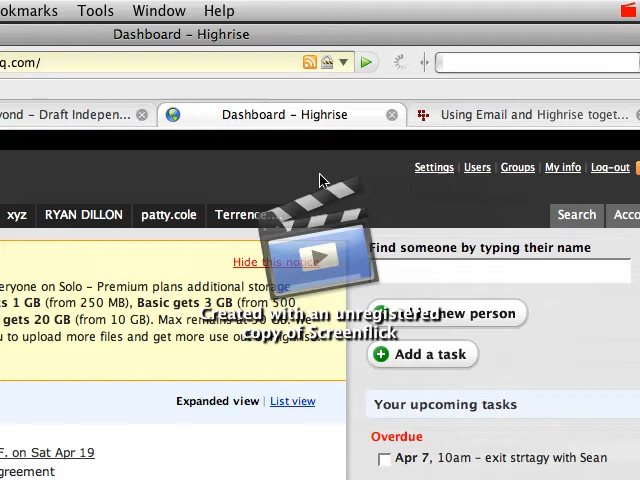 okmarks Tools Window Help
Dashboard – Highrise
q.com/
yond – Draft Indepen... Dashboard – Highrise Using Email and Highrise toget...
Settings | Users | Groups | My info | Log-out
xyz RYAN DILLON patty.cole Terrence... Search Acco
Hide this notice
Find someone by typing their name
eryone on Solo – Premium plans additional storage
s 1 GB (from 250 MB), Basic gets 3 GB (from 500
gets 20 GB (from 10 GB). Max remains at
u to upload more files and get more use ou
new person
Add a task
Created with an unregistered
copy of Screenflick
Expanded view | List view
Your upcoming tasks
Overdue
F. on Sat Apr 19
Apr 7, 10am – exit strtagy with Sean
greement